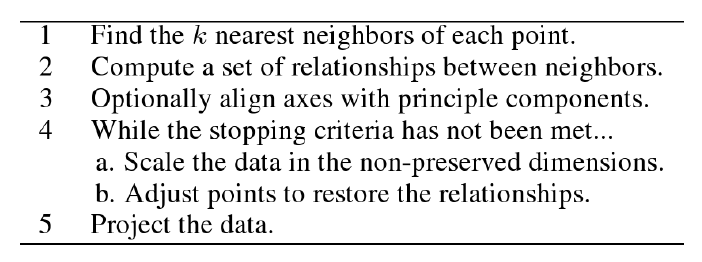 1 Find the k nearest neighbors of each point.
2 Compute a set of relationships between neighbors.
3 Optionally align axes with principle components.
4 While the stopping criteria has not been met...
a. Scale the data in the non-preserved dimensions.
b. Adjust points to restore the relationships.
5 Project the data.